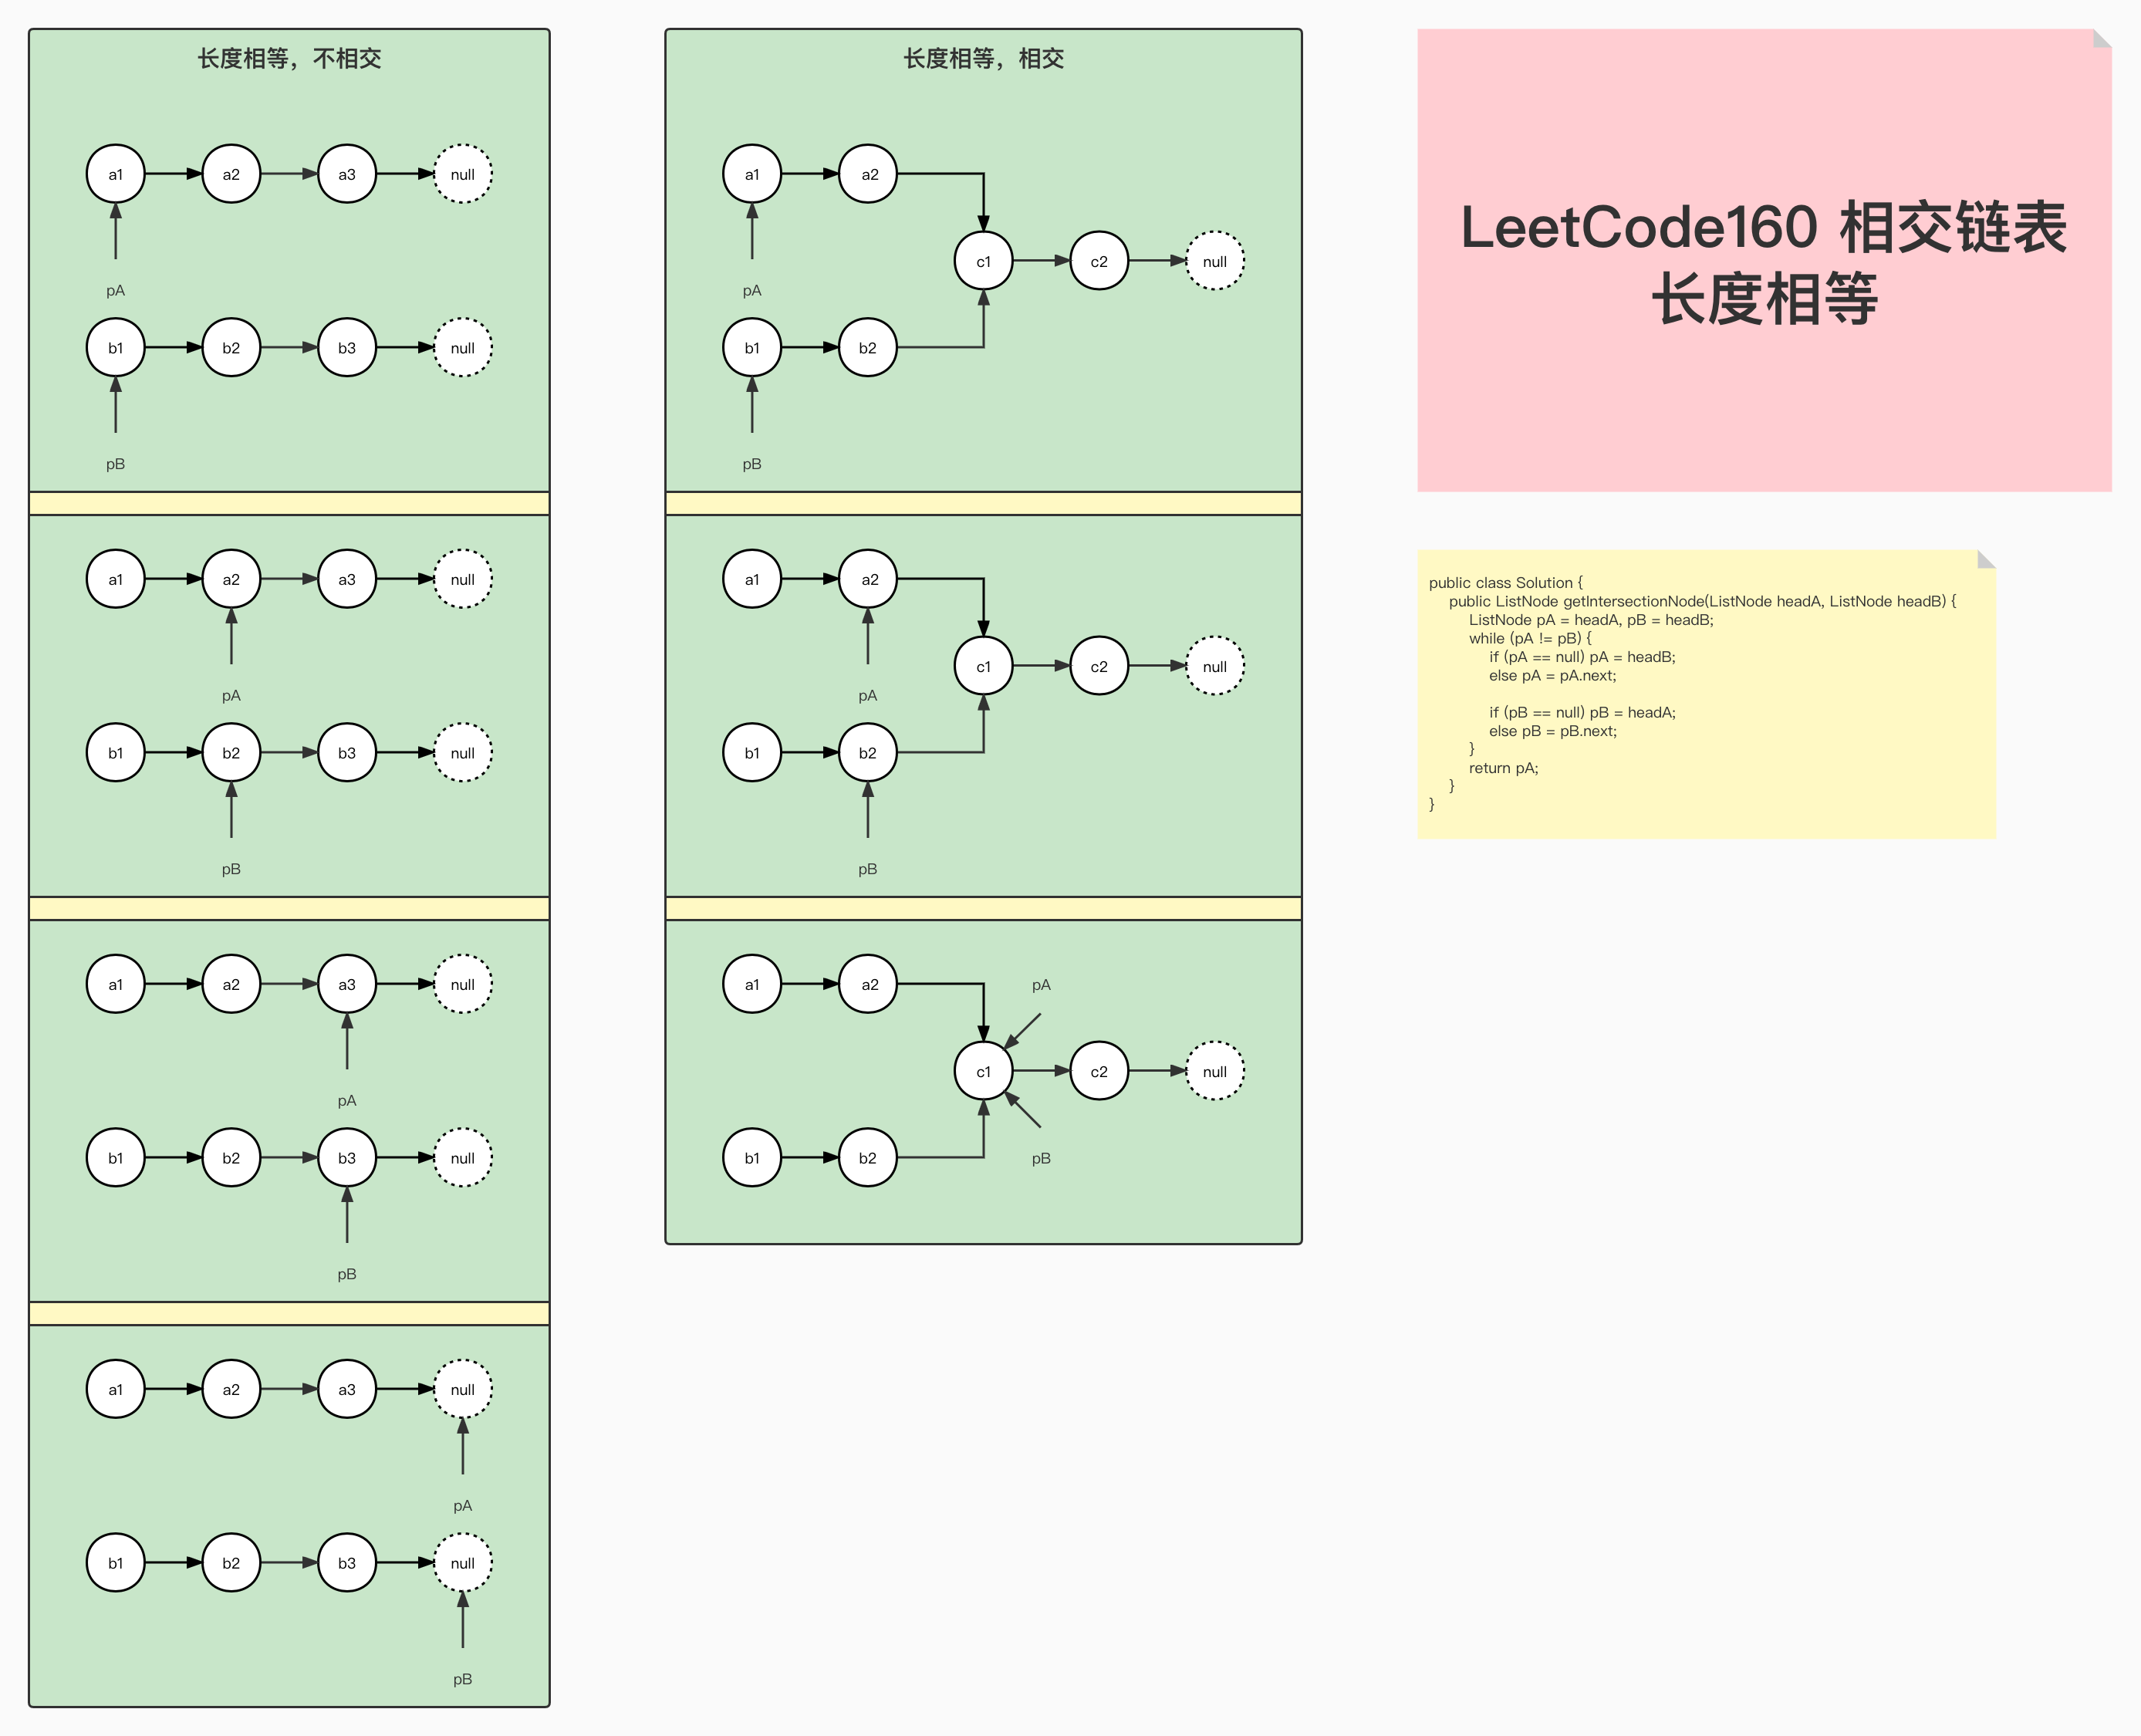 长度相等，不相交
a1 a2 a3 null
pA
b1 b2 b3 null
pB
a1 a2 a3 null
pA
b1 b2 b3 null
pB
a1 a2 a3 null
pA
b1 b2 b3 null
pB
a1 a2 a3 null
pA
b1 b2 b3 null
pB
长度相等，相交
a1 a2
c1 c2 null
pA
b1 b2
pB
a1 a2
c1 c2 null
pA
b1 b2
pB
a1 a2 pA
c1 c2 null
b1 b2 pB
LeetCode160 相交链表
长度相等
public class Solution {
    public ListNode getIntersectionNode(ListNode headA, ListNode headB) {
        ListNode pA = headA, pB = headB;
        while (pA != pB) {
            if (pA == null) pA = headB;
            else pA = pA.next;
            if (pB == null) pB = headA;
            else pB = pB.next;
        }
        return pA;
    }
}